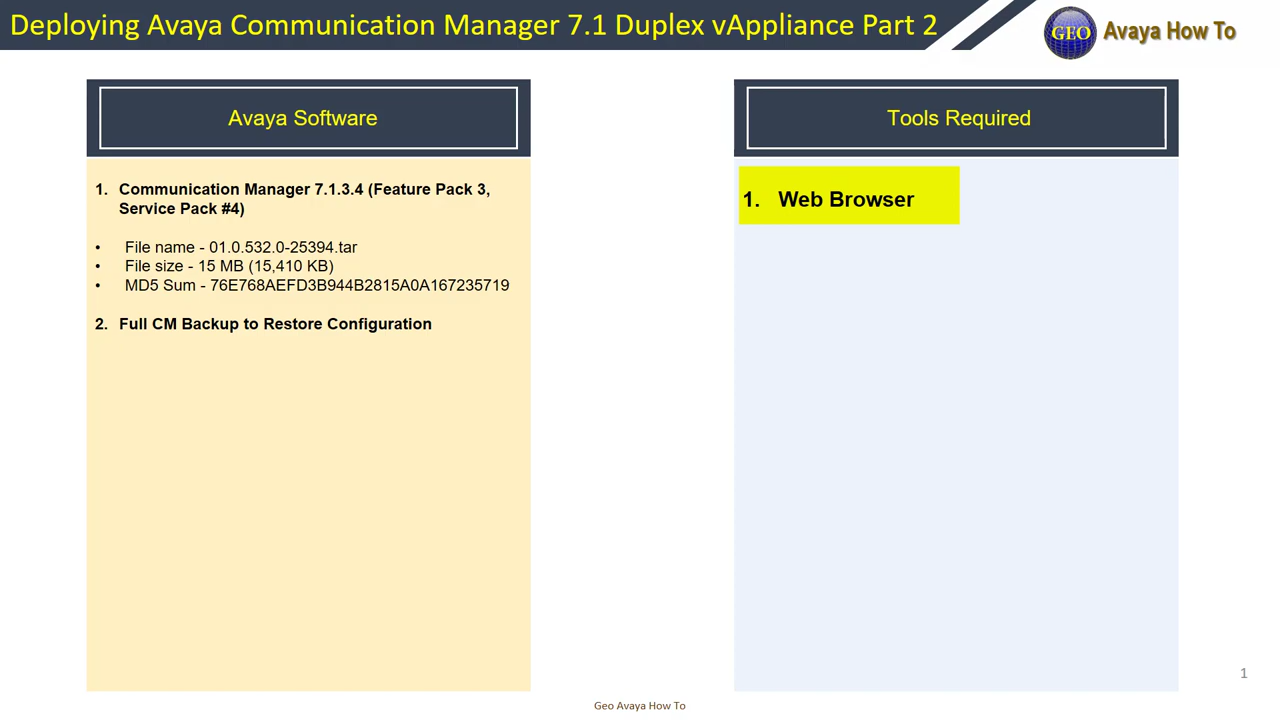 Deploying Avaya Communication Manager 7.1 Duplex vAppliance Part 2
GEO
Avaya How To
Avaya Software
1. Communication Manager 7.1.3.4 (Feature Pack 3,
Service Pack #4)
• File name - 01.0.532.0-25394.tar
• File size - 15 MB (15,410 KB)
• MD5 Sum - 76E768AEFD3B944B2815A0A167235719
2. Full CM Backup to Restore Configuration
Tools Required
1. Web Browser
1
Geo Avaya How To